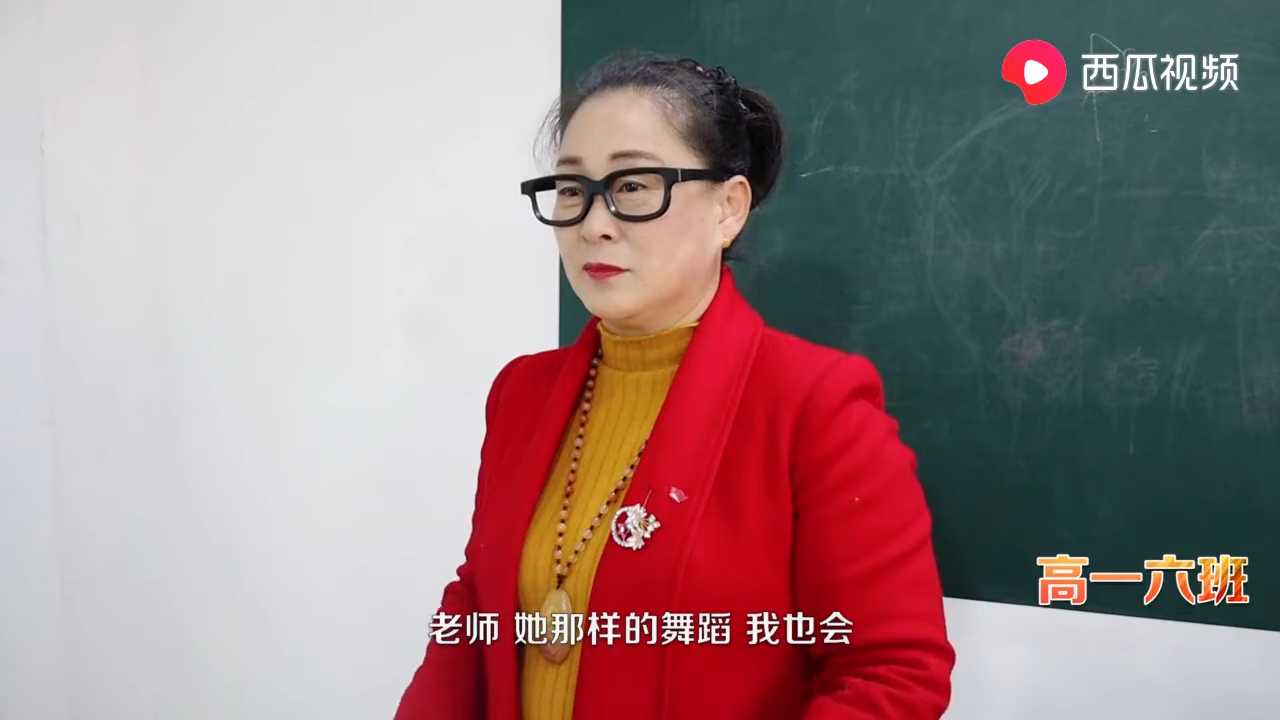 西瓜视频
高一六班
老师 她那样的舞蹈 我也会